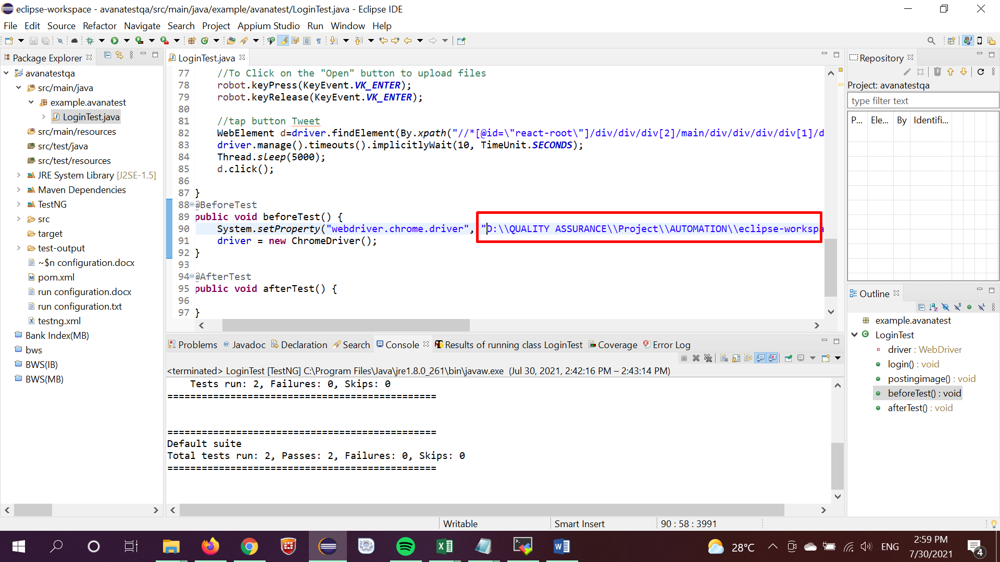 eclipse-workspace - avanatestqa/src/main/java/example/avanatest/LoginTest.java - Eclipse IDE
File Edit Source Refactor Navigate Search Project Appium Studio Run Window Help
Package Explorer
avanatestqa
src/main/java
example.avanatest
LoginTest.java
src/main/resources
src/test/java
src/test/resources
JRE System Library [J2SE-1.5]
Maven Dependencies
TestNG
src
target
test-output
~$n configuration.docx
pom.xml
run configuration.docx
run configuration.txt
testng.xml
Bank Index(MB)
bws
BWS(IB)
BWS(MB)
LoginTest.java
77 //To Click on the "Open" button to upload files
78 robot.keyPress(KeyEvent.VK_ENTER);
79 robot.keyRelease(KeyEvent.VK_ENTER);
80
81 //tap button Tweet
82 WebElement d=driver.findElement(By.xpath("//*[@id=\"react-root\"]/div/div/div[2]/main/div/div/div/div[1]/d
83 driver.manage().timeouts().implicitlyWait(10, TimeUnit.SECONDS);
84 Thread.sleep(5000);
85 d.click();
86
87 }
88 @BeforeTest
89 public void beforeTest() {
90 System.setProperty("webdriver.chrome.driver", "D:\\QUALITY ASSURANCE\\Project\\AUTOMATION\\eclipse-workspa
91 driver = new ChromeDriver();
92 }
93
94 @AfterTest
95 public void afterTest() {
96
97 }
Problems Javadoc Declaration Search Console Results of running class LoginTest Coverage Error Log
<terminated> LoginTest [TestNG] C:\Program Files\Java\jre1.8.0_261\bin\javaw.exe (Jul 30, 2021, 2:42:16 PM – 2:43:14 PM)
Tests run: 2, Failures: 0, Skips: 0
===============================================
===============================================
Default suite
Total tests run: 2, Passes: 2, Failures: 0, Skips: 0
===============================================
Repository
Project: avanatestqa
type filter text
P... Ele... By Identifi...
Outline
example.avanatest
LoginTest
driver : WebDriver
login() : void
postingimage() : void
beforeTest() : void
afterTest() : void
Writable Smart Insert 90 : 58 : 3991
28°C ENG
2:59 PM
7/30/2021
4